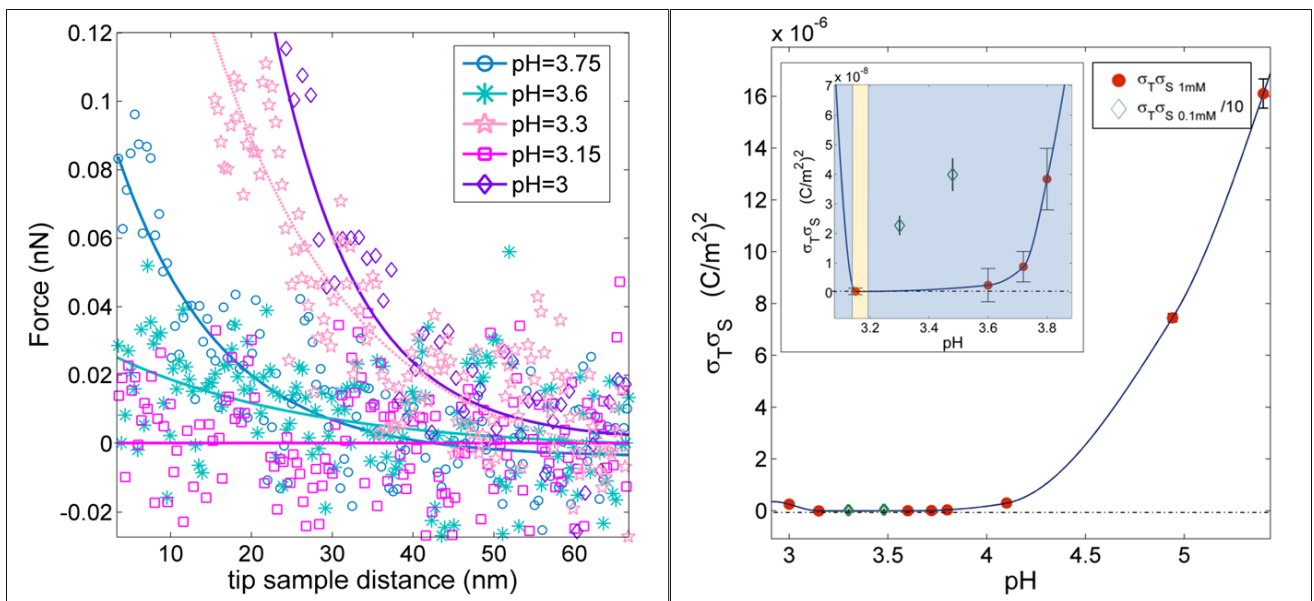 0.12
0.1
0.08
0.06
0.04
0.02
0
-0.02
Force (nN)
pH=3.75
pH=3.6
pH=3.3
pH=3.15
pH=3
10 20 30 40 50 60
tip sample distance (nm)
x 10⁻⁶
16
14
12
10
8
6
4
2
0
σTσS (C/m²)²
σTσS 1mM
σTσS 0.1mM /10
x 10⁻⁸
7
6
5
4
3
2
1
0
σTσS (C/m²)²
3.2 3.4 3.6 3.8
pH
3 3.5 4 4.5 5
pH